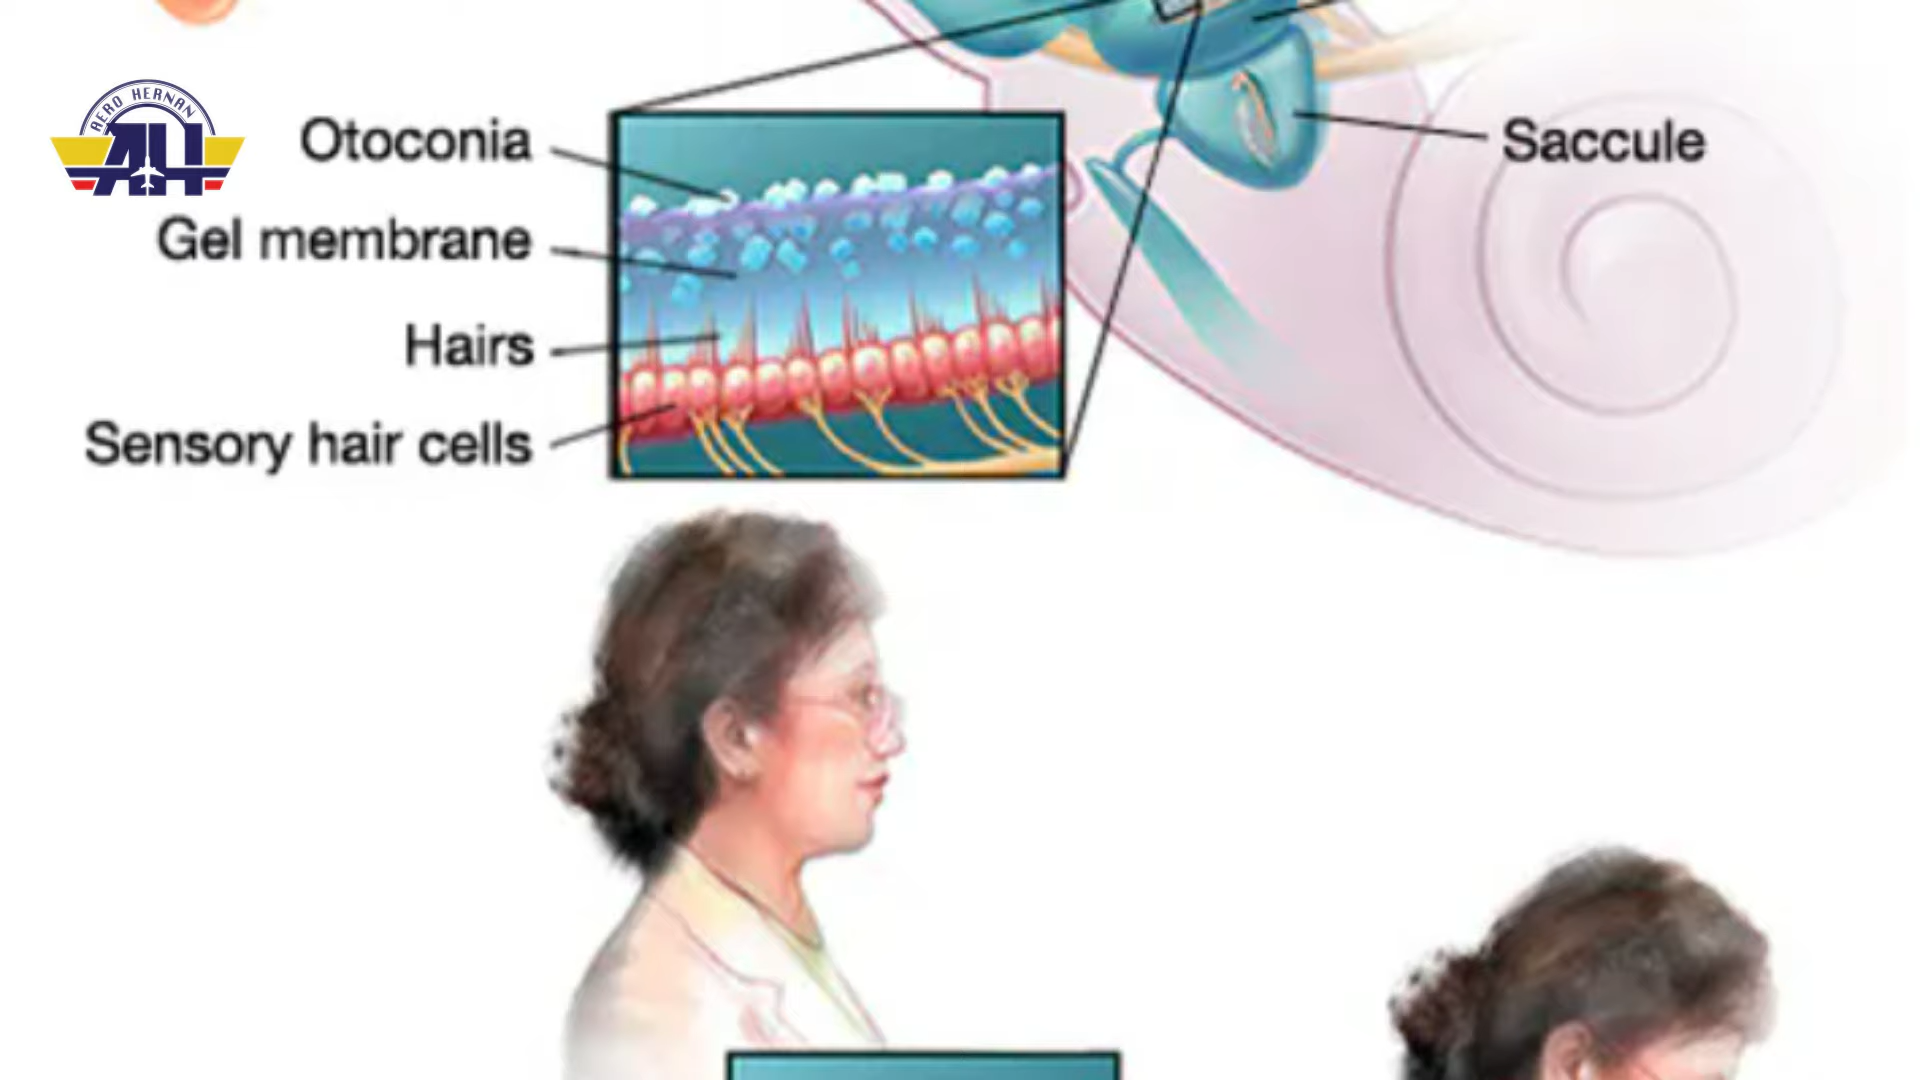 AERO HERNAN
AH
Otoconia
Gel membrane
Hairs
Sensory hair cells
Saccule